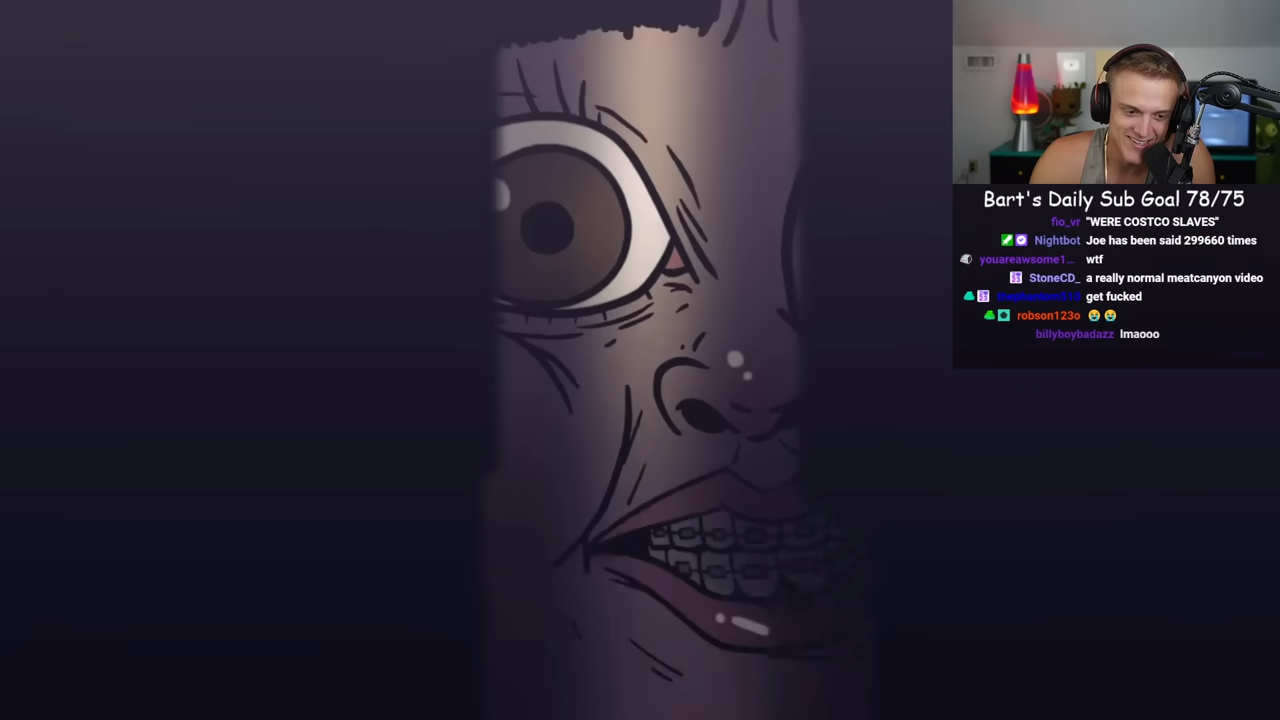 Bart's Daily Sub Goal 78/75
fio_vr "WERE COSTCO SLAVES"
Nightbot Joe has been said 299660 times
youareawsome1... wtf
StoneCD_ a really normal meatcanyon video
get fucked
robson123o 😭 😭
billyboybadazz lmaooo